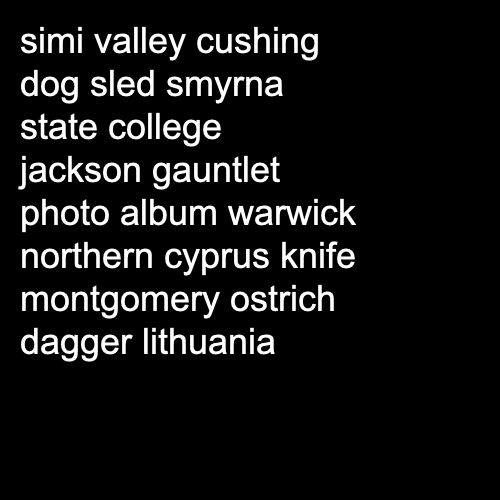 simi valley cushing
dog sled smyrna
state college
jackson gauntlet
photo album warwick
northern cyprus knife
montgomery ostrich
dagger lithuania